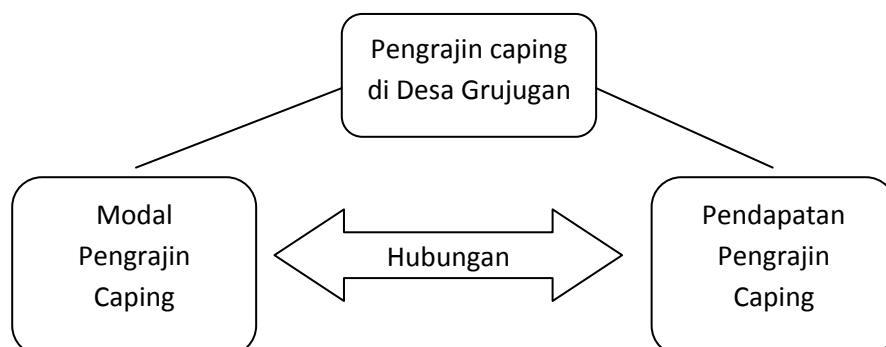 Pengrajin caping
di Desa Grujugan
Modal
Pengrajin
Caping
Hubungan
Pendapatan
Pengrajin
Caping